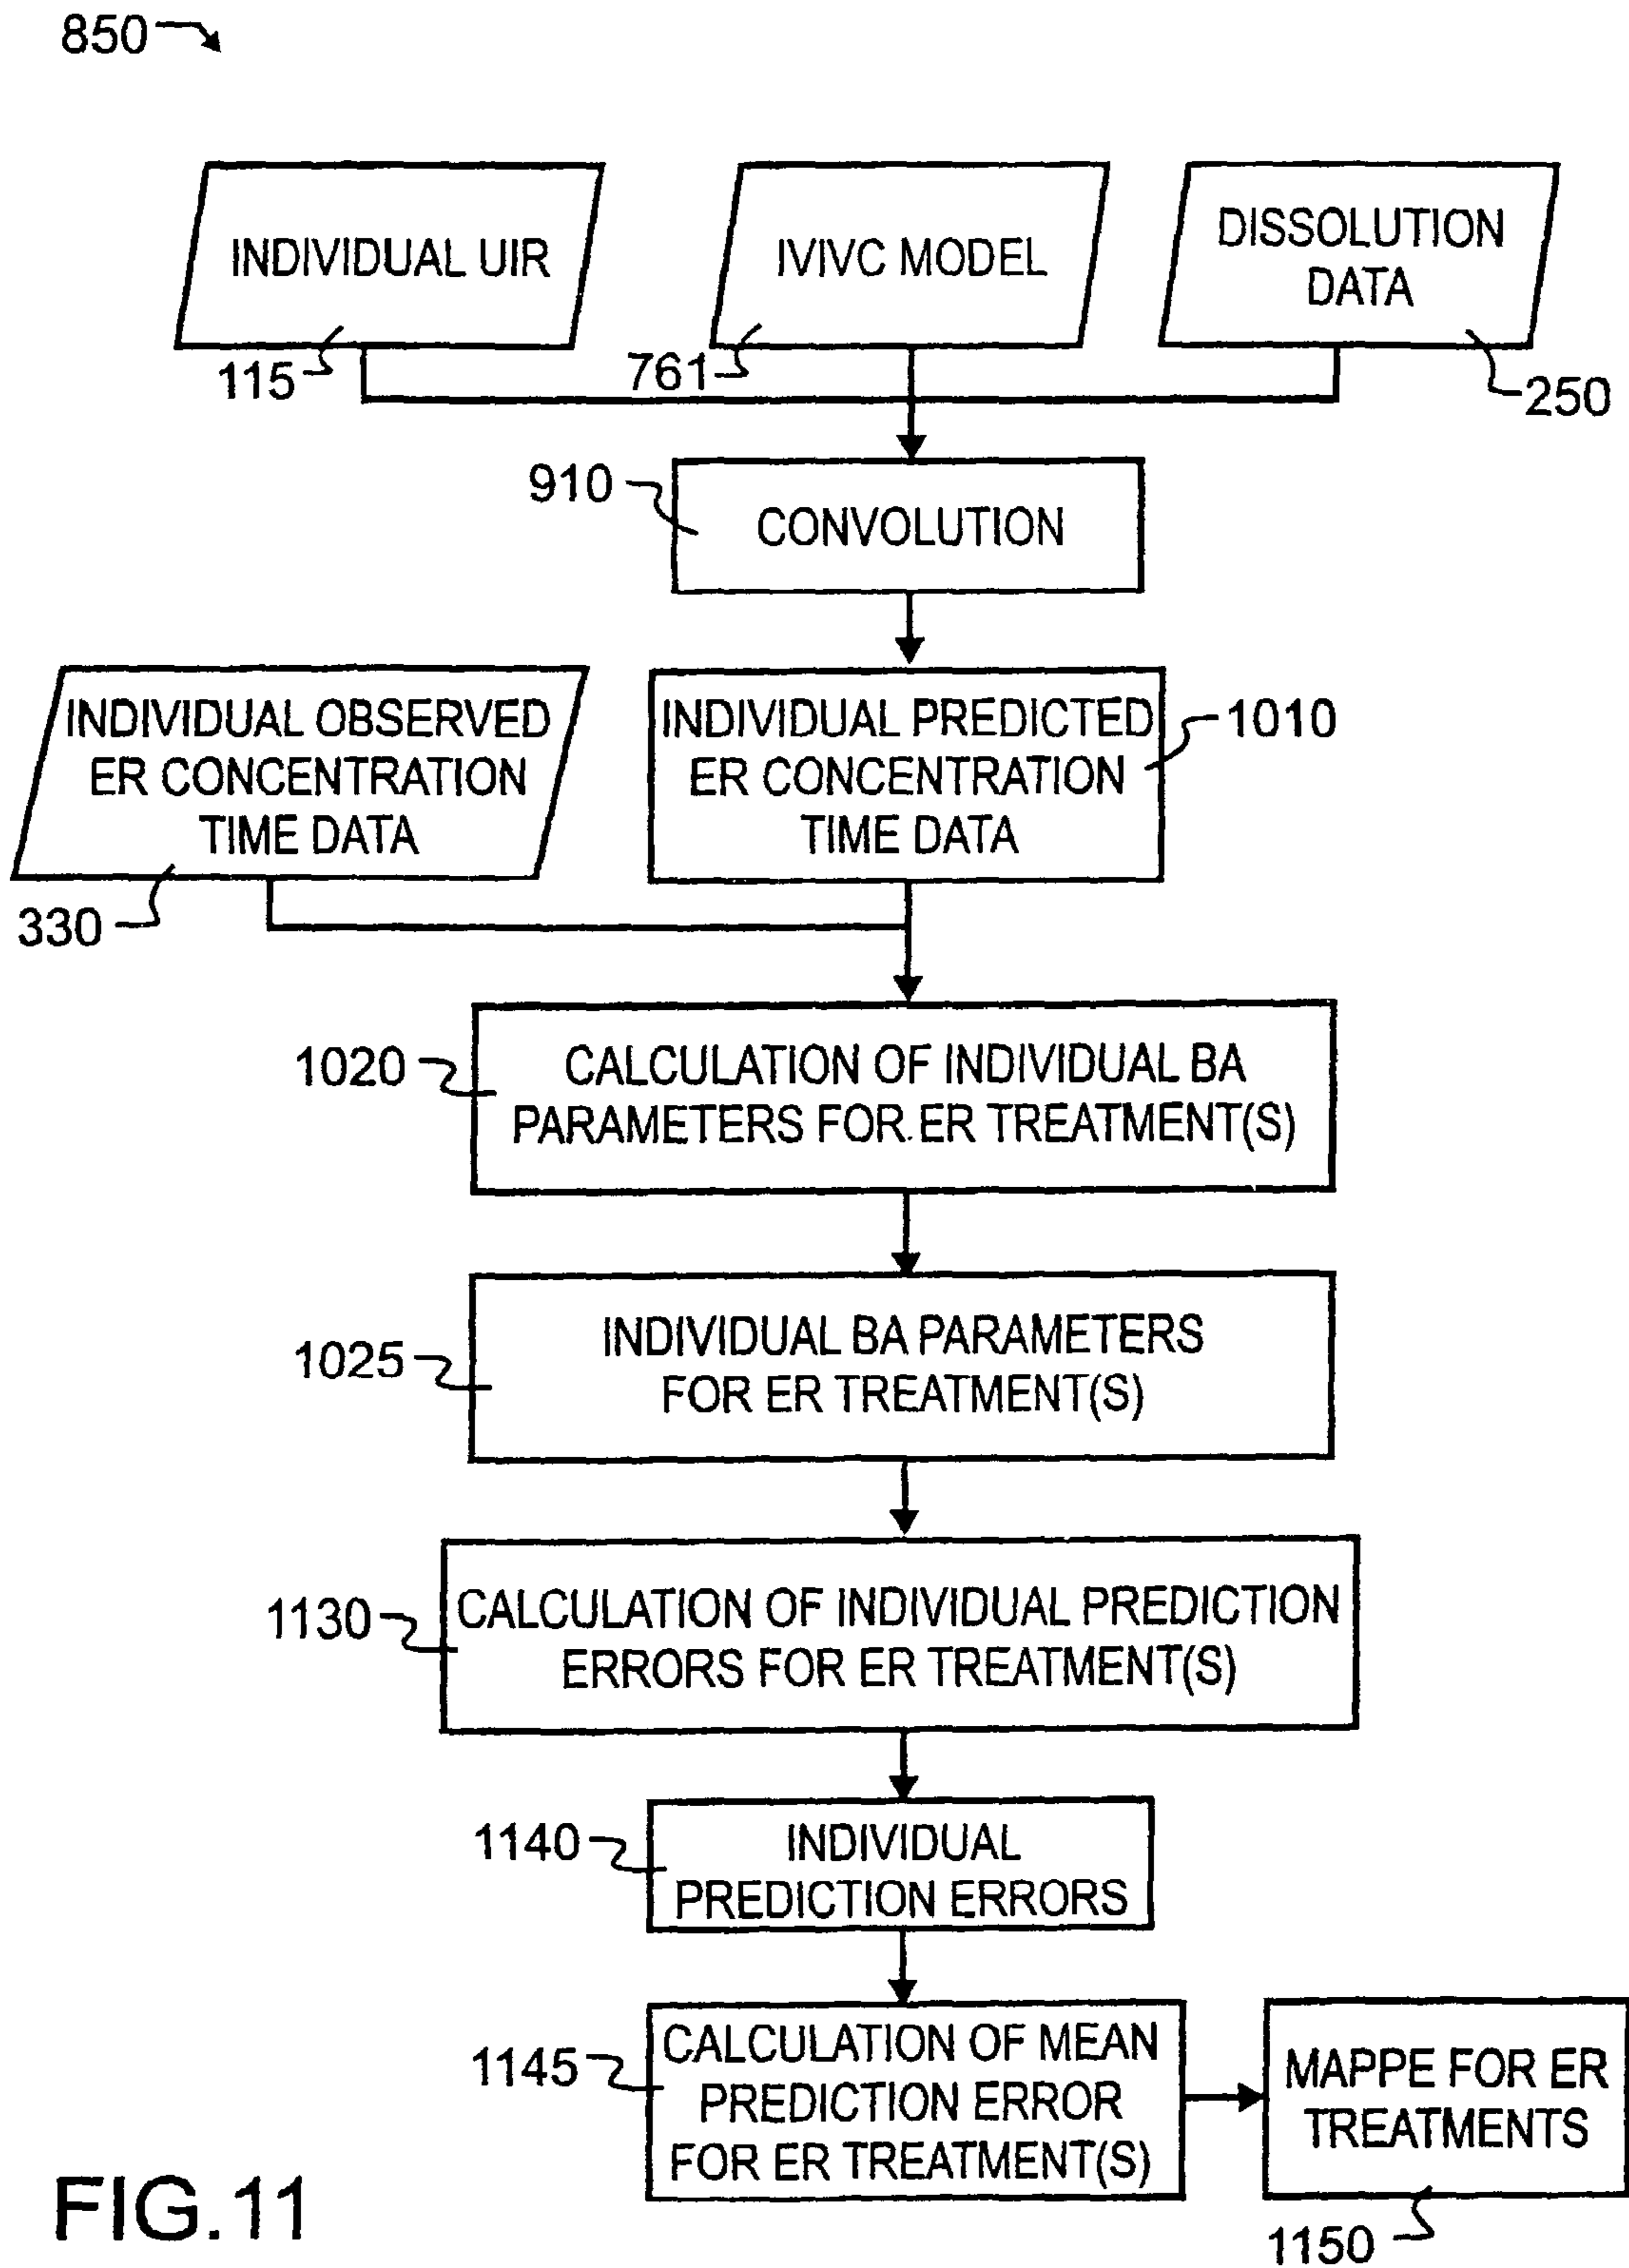 850
INDIVIDUAL UIR
IVIVC MODEL
DISSOLUTION
DATA
115
761
250
910
CONVOLUTION
INDIVIDUAL OBSERVED
ER CONCENTRATION
TIME DATA
INDIVIDUAL PREDICTED
ER CONCENTRATION
TIME DATA
1010
330
1020
CALCULATION OF INDIVIDUAL BA
PARAMETERS FOR. ER TREATMENT(S)
1025
INDIVIDUAL BA PARAMETERS
FOR ER TREATMENT(S)
1130
CALCULATION OF INDIVIDUAL PREDICTION
ERRORS FOR ER TREATMENT(S)
1140
INDIVIDUAL
PREDICTION ERRORS
1145
CALCULATION OF MEAN
PREDICTION ERROR
FOR ER TREATMENT(S)
MAPPE FOR ER
TREATMENTS
1150
FIG.11